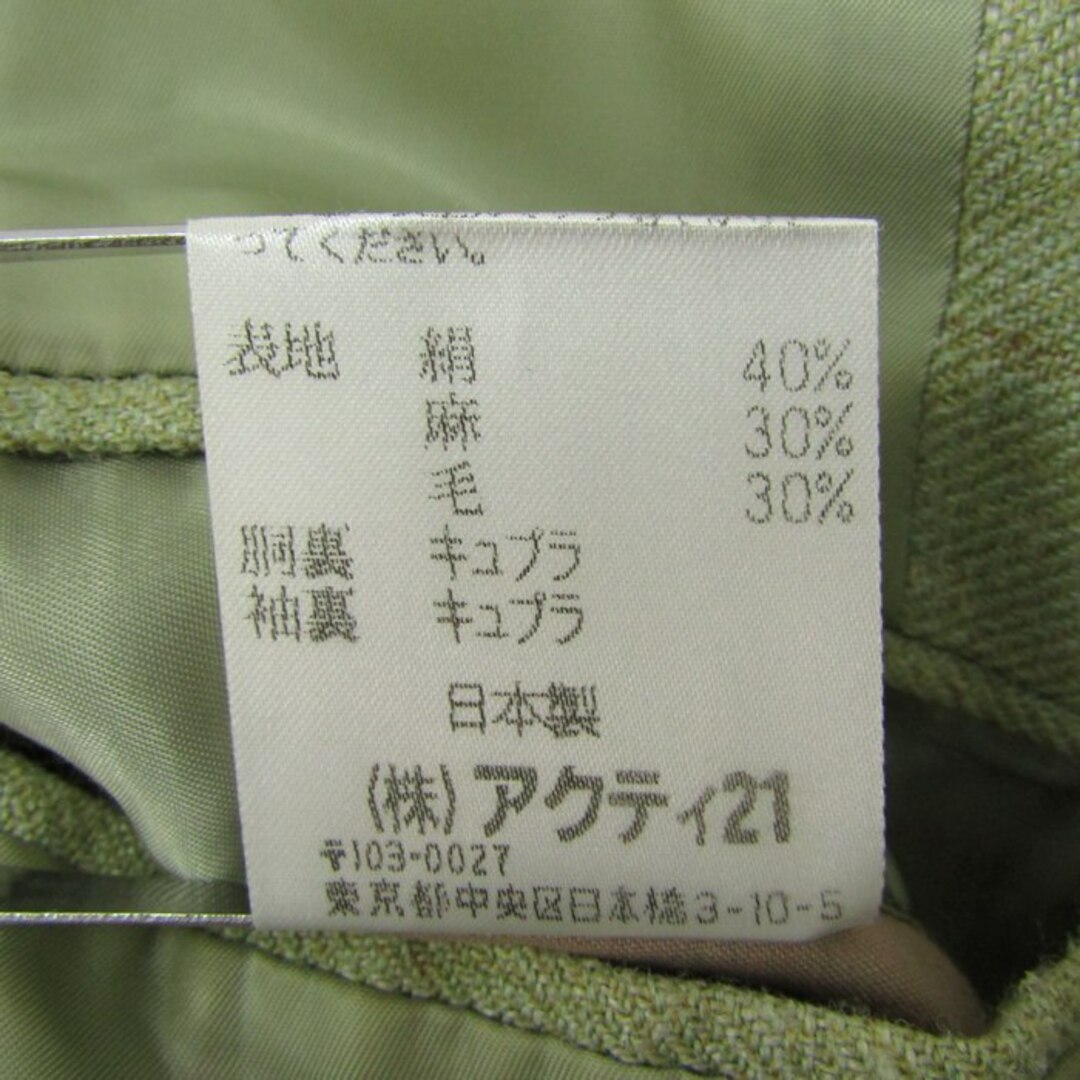 ってください。
表地 絹 40%
麻 30%
毛 30%
胴裏 キュプラ
袖裏 キュプラ
日本製
(株)アクティ21
〒103-0027
東京都中央区日本橋3-10-5